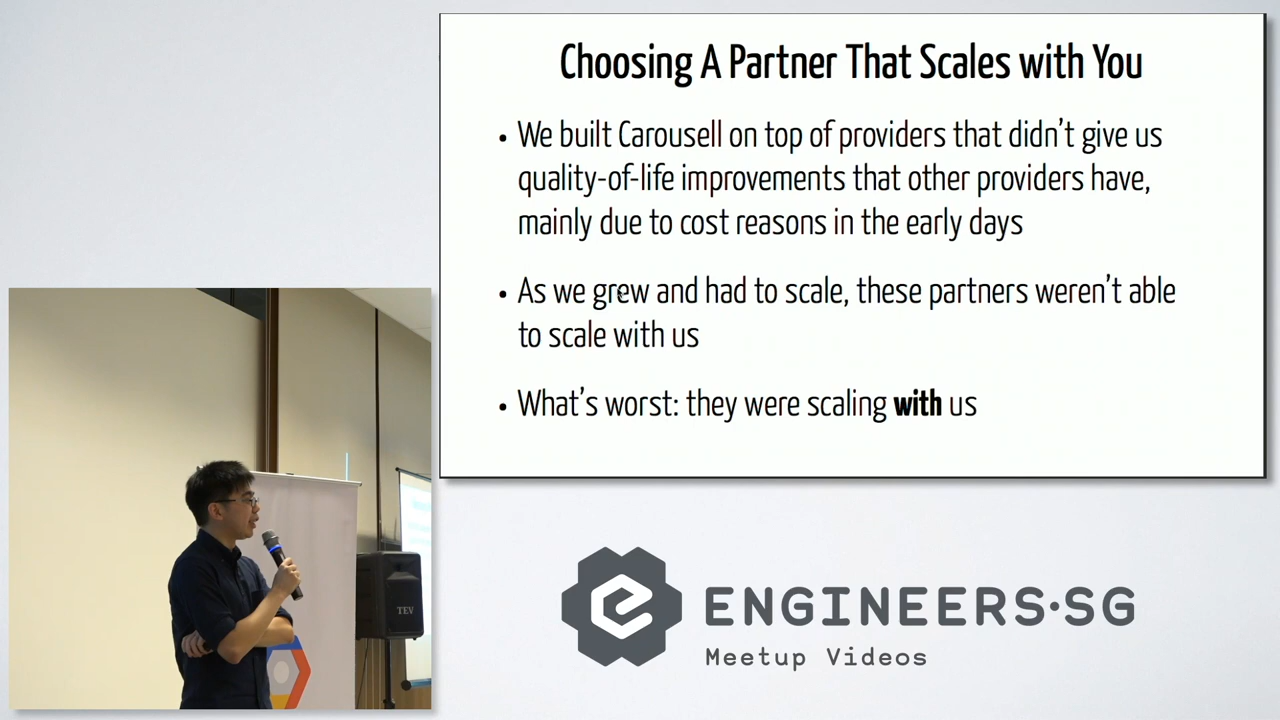 Choosing A Partner That Scales with You
• We built Carousell on top of providers that didn't give us
quality-of-life improvements that other providers have,
mainly due to cost reasons in the early days
• As we grew and had to scale, these partners weren't able
to scale with us
• What's worst: they were scaling with us
TEV
ENGINEERS·SG
Meetup Videos